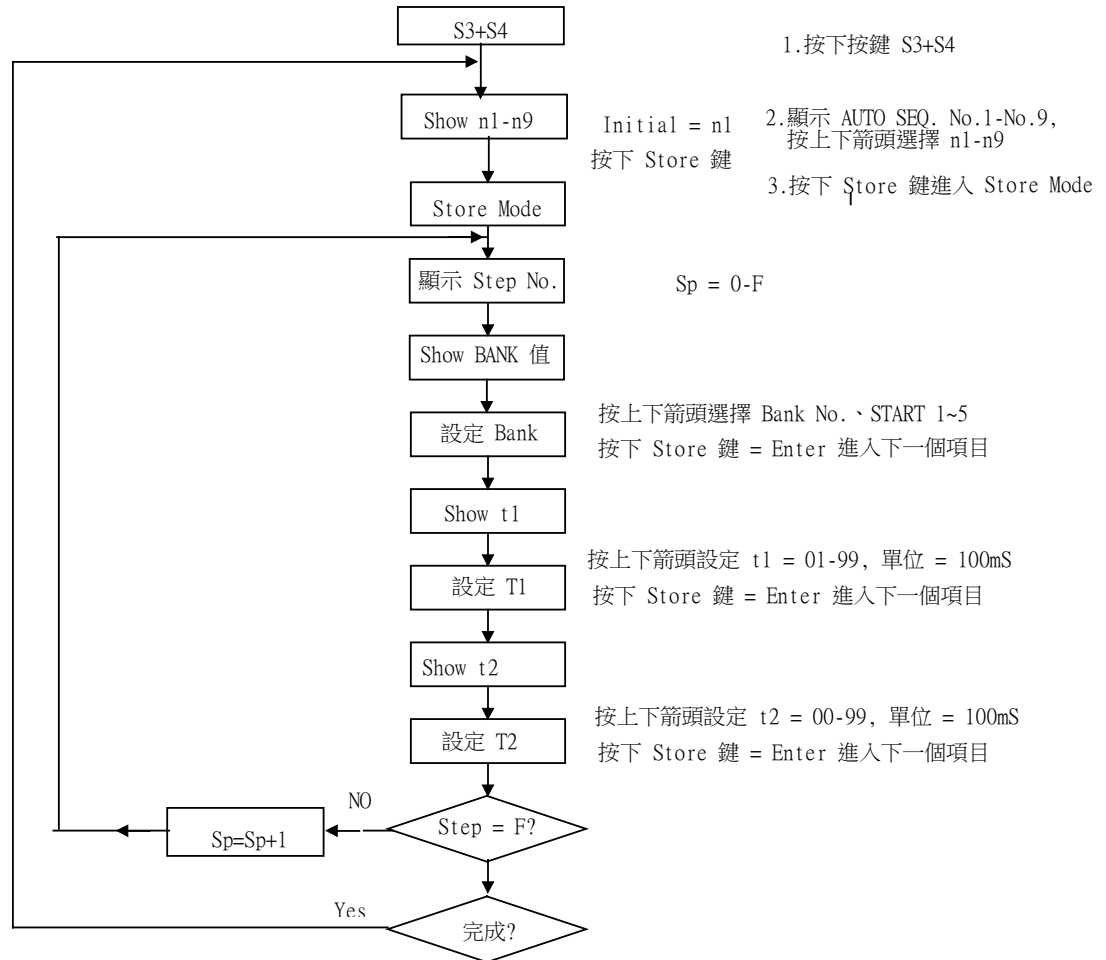 S3+S4
1.按下按鍵 S3+S4
Show n1-n9
Initial = n1
按下 Store 鍵
2.顯示 AUTO SEQ. No.1-No.9,
按上下箭頭選擇 n1-n9
3.按下 Store 鍵進入 Store Mode
Store Mode
顯示 Step No.
Sp = 0-F
Show BANK 值
設定 Bank
按上下箭頭選擇 Bank No.、START 1~5
按下 Store 鍵 = Enter 進入下一個項目
Show t1
設定 T1
按上下箭頭設定 t1 = 01-99, 單位 = 100mS
按下 Store 鍵 = Enter 進入下一個項目
Show t2
設定 T2
按上下箭頭設定 t2 = 00-99, 單位 = 100mS
按下 Store 鍵 = Enter 進入下一個項目
NO
Step = F?
Sp=Sp+1
Yes
完成?